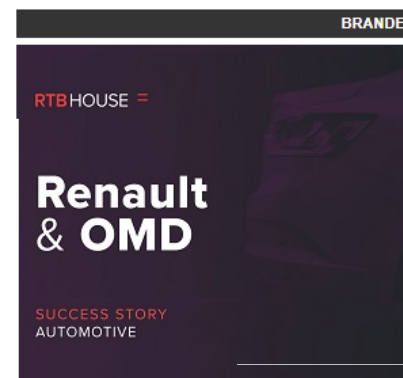 BRANDE
RTBHOUSE
Renault
& OMD
SUCCESS STORY
AUTOMOTIVE